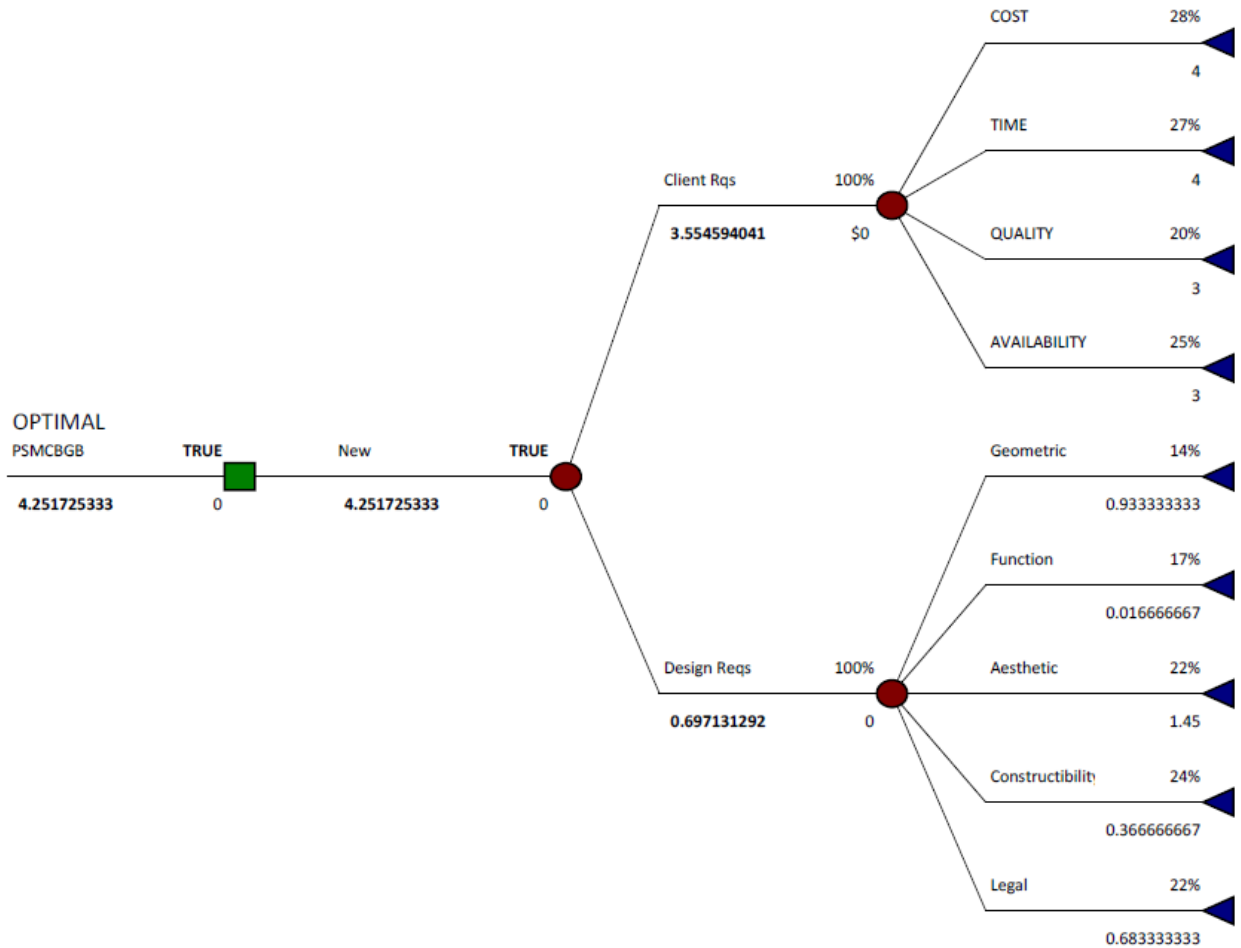 COST 28%
4
TIME 27%
4
Client Rqs 100%
3.554594041 $0
QUALITY 20%
3
AVAILABILITY 25%
3
OPTIMAL
PSMCBGB TRUE New TRUE
4.251725333 0 4.251725333 0
Geometric 14%
0.933333333
Function 17%
0.016666667
Design Reqs 100%
0.697131292 0
Aesthetic 22%
1.45
Constructibility 24%
0.366666667
Legal 22%
0.683333333